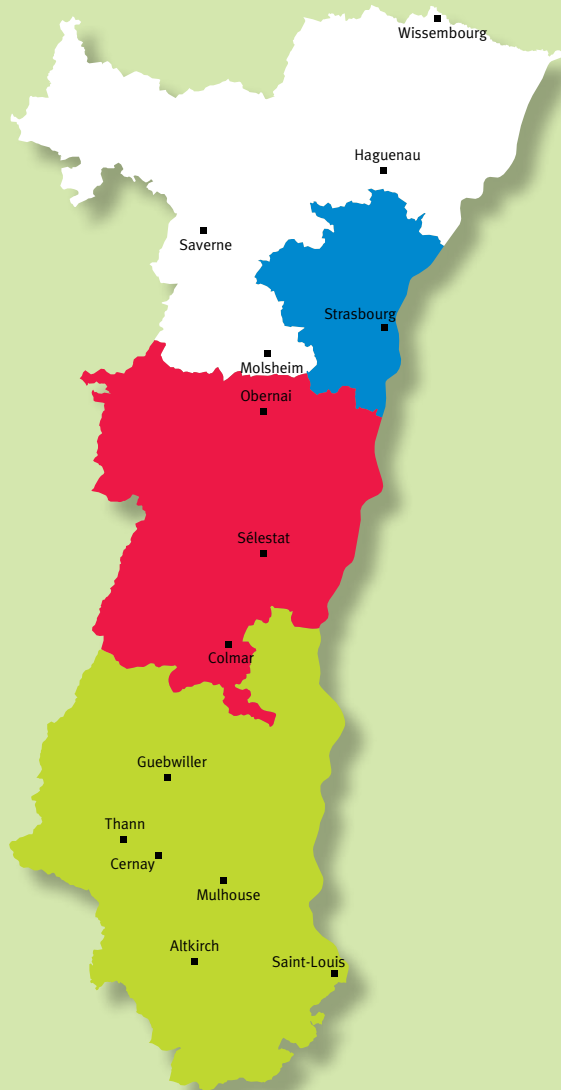 Wissembourg
Haguenau
Saverne
Strasbourg
Molsheim
Obernai
Sélestat
Colmar
Guebwiller
Thann
Cernay
Mulhouse
Altkirch
Saint-Louis